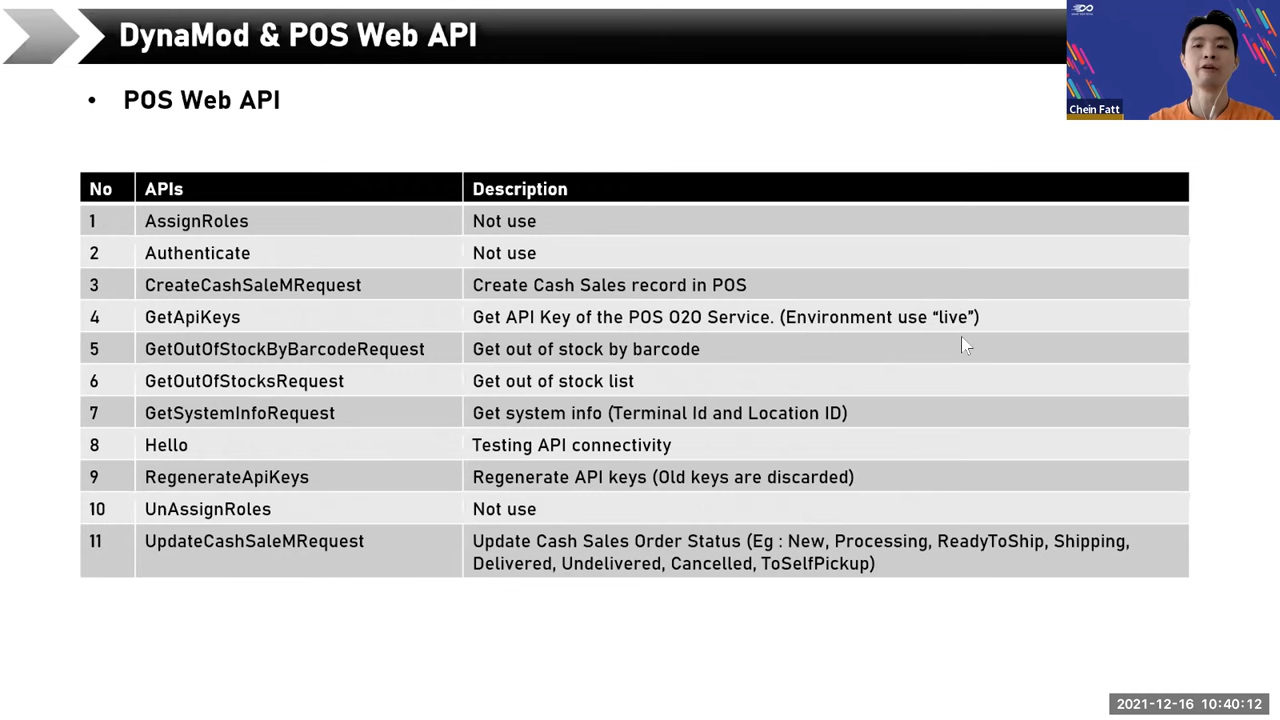 DynaMod & POS Web API
• POS Web API
Chein Fatt
No APIs Description
1 AssignRoles Not use
2 Authenticate Not use
3 CreateCashSaleMRequest Create Cash Sales record in POS
4 GetApiKeys Get API Key of the POS O2O Service. (Environment use “live”)
5 GetOutOfStockByBarcodeRequest Get out of stock by barcode
6 GetOutOfStocksRequest Get out of stock list
7 GetSystemInfoRequest Get system info (Terminal Id and Location ID)
8 Hello Testing API connectivity
9 RegenerateApiKeys Regenerate API keys (Old keys are discarded)
10 UnAssignRoles Not use
11 UpdateCashSaleMRequest Update Cash Sales Order Status (Eg : New, Processing, ReadyToShip, Shipping,
Delivered, Undelivered, Cancelled, ToSelfPickup)
2021-12-16 10:40:12